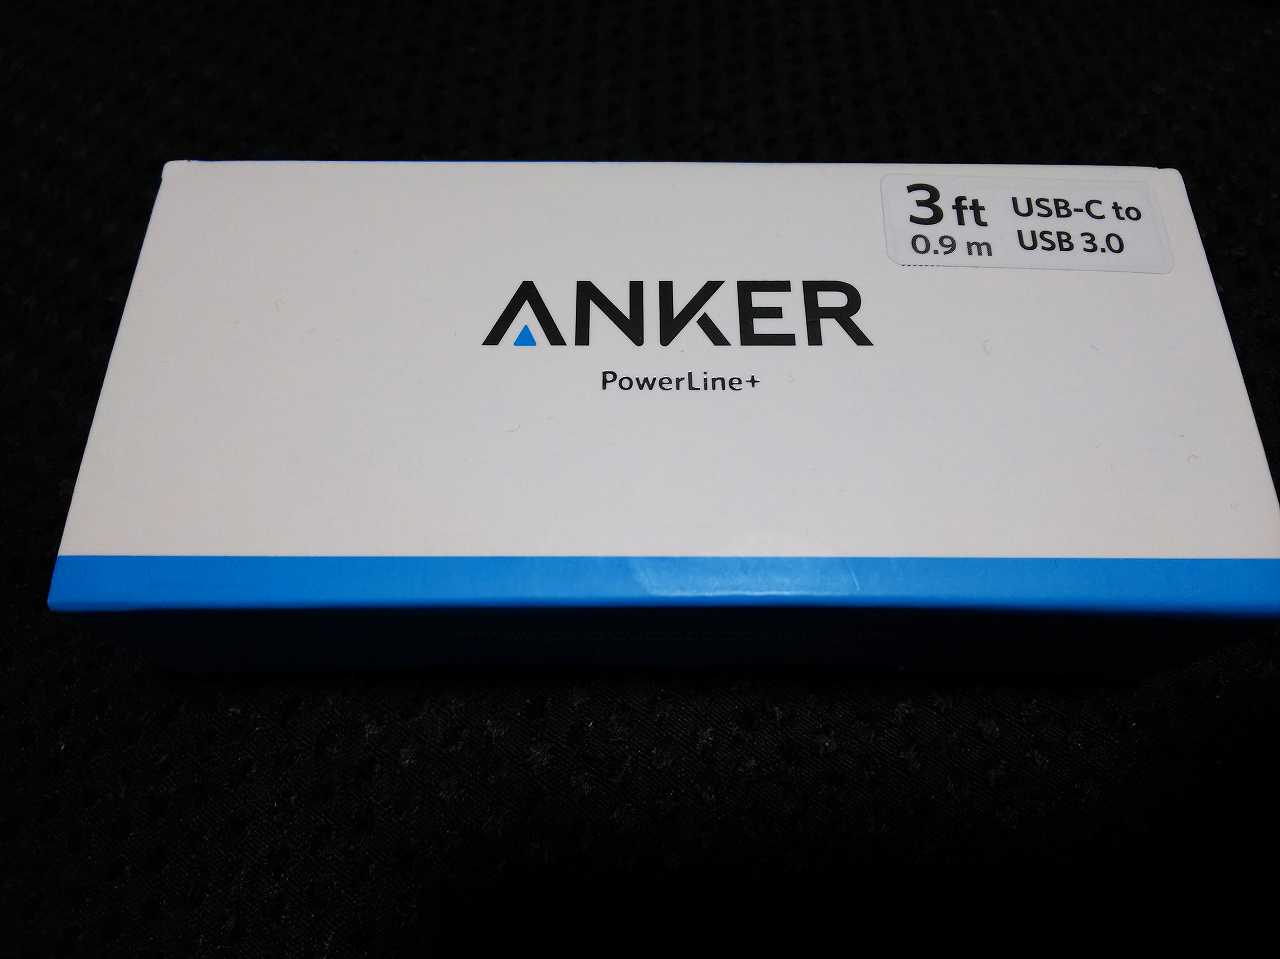 3 ft
0.9 m
USB-C to
USB 3.0
ANKER
PowerLine+